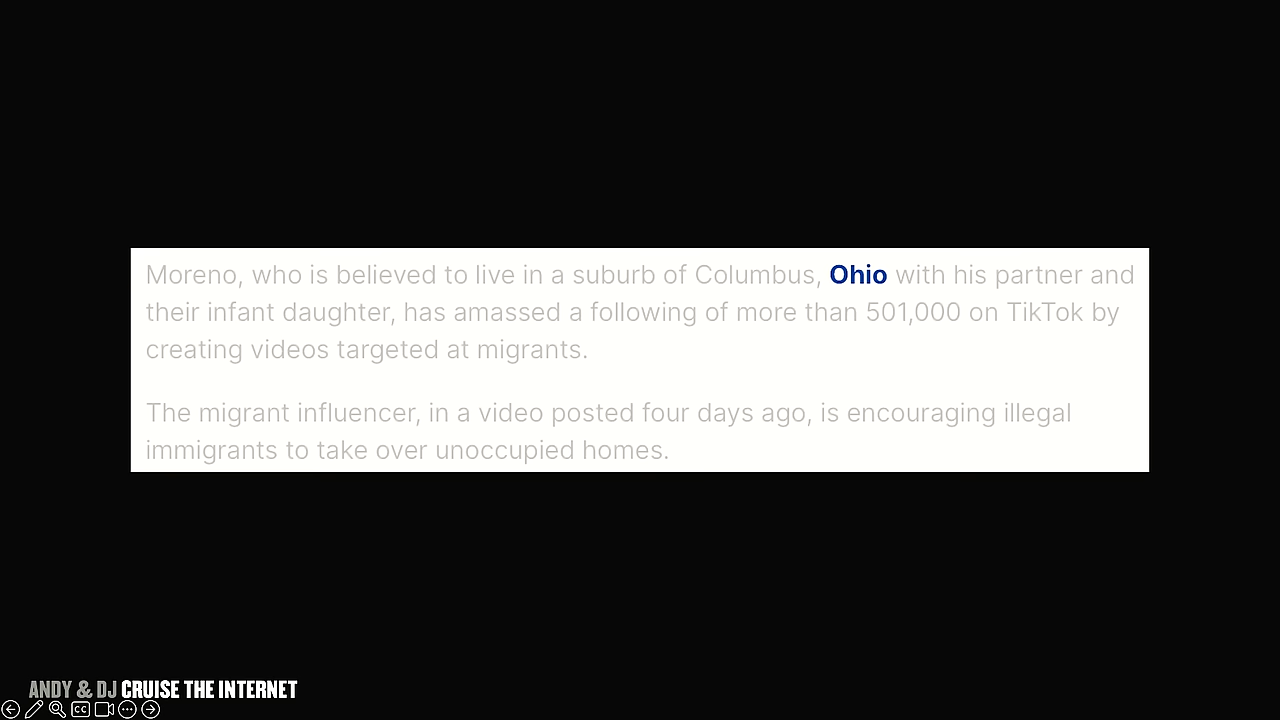 Moreno, who is believed to live in a suburb of Columbus, Ohio with his partner and
their infant daughter, has amassed a following of more than 501,000 on TikTok by
creating videos targeted at migrants.
The migrant influencer, in a video posted four days ago, is encouraging illegal
immigrants to take over unoccupied homes.
ANDY & DJ CRUISE THE INTERNET
CC